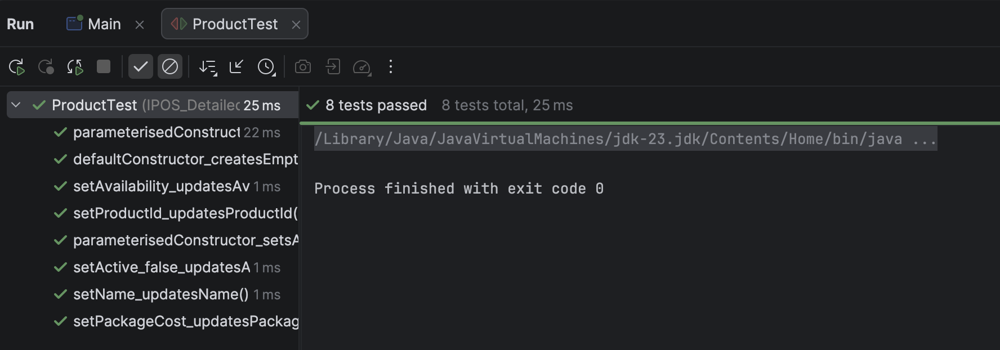 Run Main ProductTest
ProductTest (IPOS_Detailed 25 ms
parameterisedConstruct 22 ms
defaultConstructor_createsEmpt
setAvailability_updatesAv 1 ms
setProductId_updatesProductId(
parameterisedConstructor_setsA
setActive_false_updatesA 1 ms
setName_updatesName() 1 ms
setPackageCost_updatesPackag
8 tests passed 8 tests total, 25 ms
/Library/Java/JavaVirtualMachines/jdk-23.jdk/Contents/Home/bin/java ...
Process finished with exit code 0